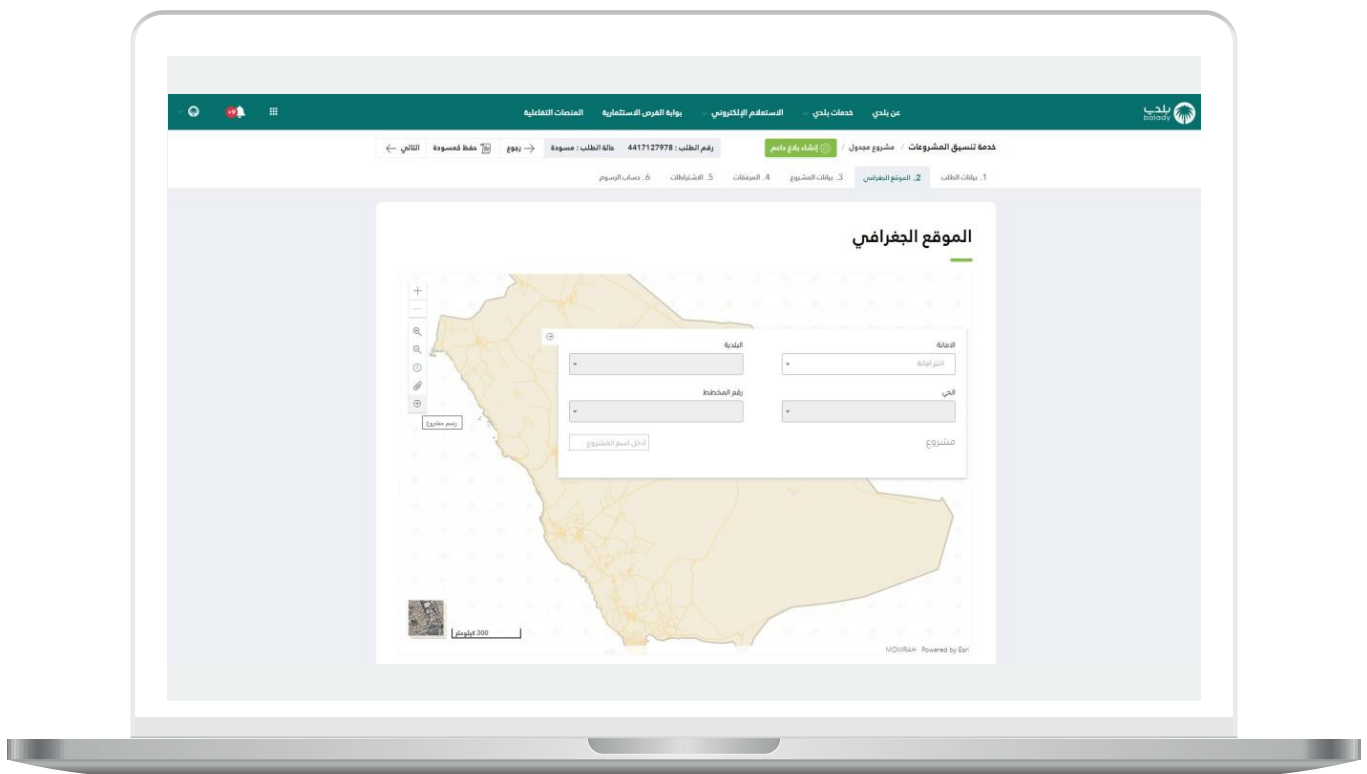 بلدي
balady
عن بلدي
خدمات بلدي
الاستعلام الإلكتروني
بوابة الفرص الاستثمارية
المنصات التفاعلية
خدمة تنسيق المشروعات / مشروع مجدول /
إنشاء بلاغ داعم
رقم الطلب : 4417127978 حالة الطلب : مسودة
رجوع
حفظ كمسودة
التالي
1. بيانات الطلب
2. الموقع الجغرافي
3. بيانات المشروع
4. المرفقات
5. الاشتراطات
6. حساب الرسوم
الموقع الجغرافي
الامانة
البلدية
اختر أمانة
الحي
رقم المخطط
مشروع
أدخل اسم المشروع
رسم مشروع
300 كيلومتر
MOMRAH Powered by Esri